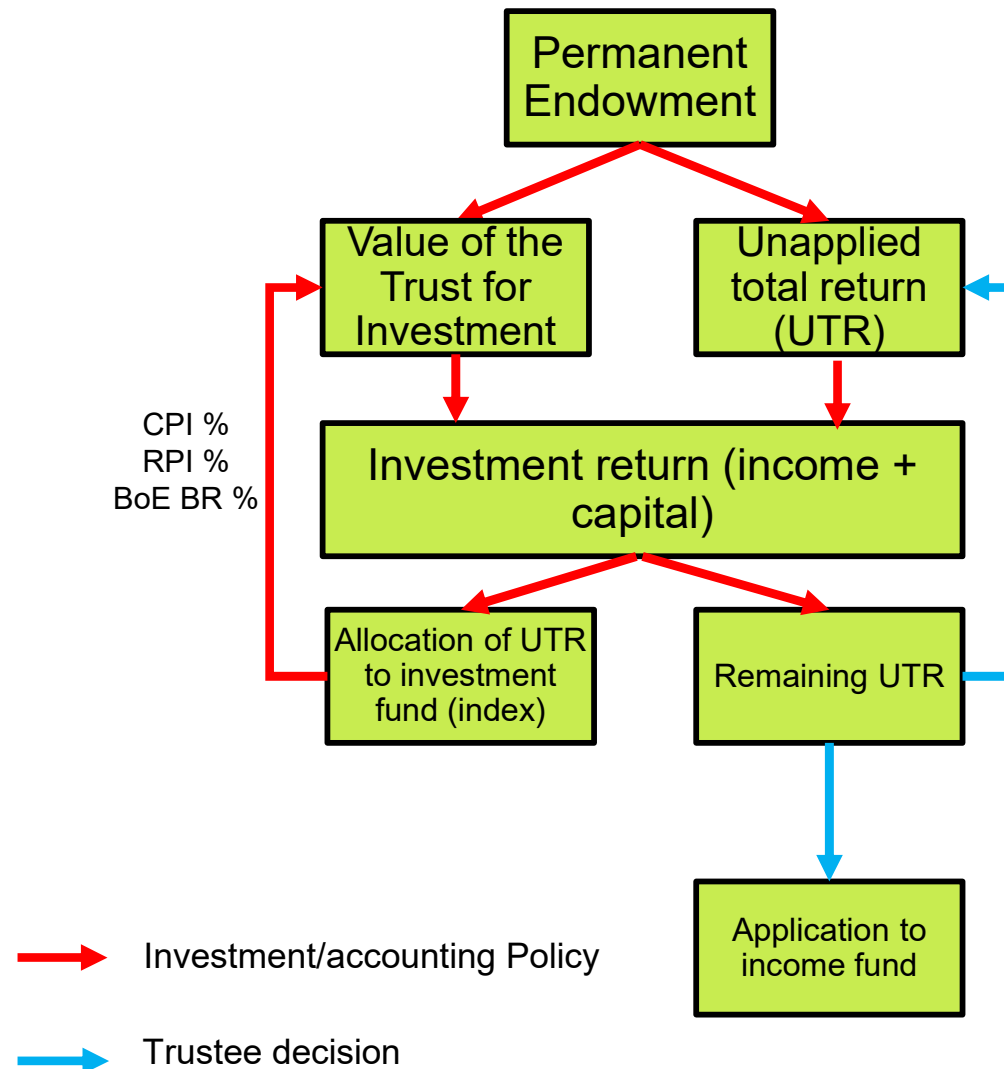 Permanent
Endowment
Value of the
Trust for
Investment
Unapplied
total return
(UTR)
CPI %
RPI %
BoE BR %
Investment return (income +
capital)
Allocation of UTR
to investment
fund (index)
Remaining UTR
Application to
income fund
Investment/accounting Policy
Trustee decision